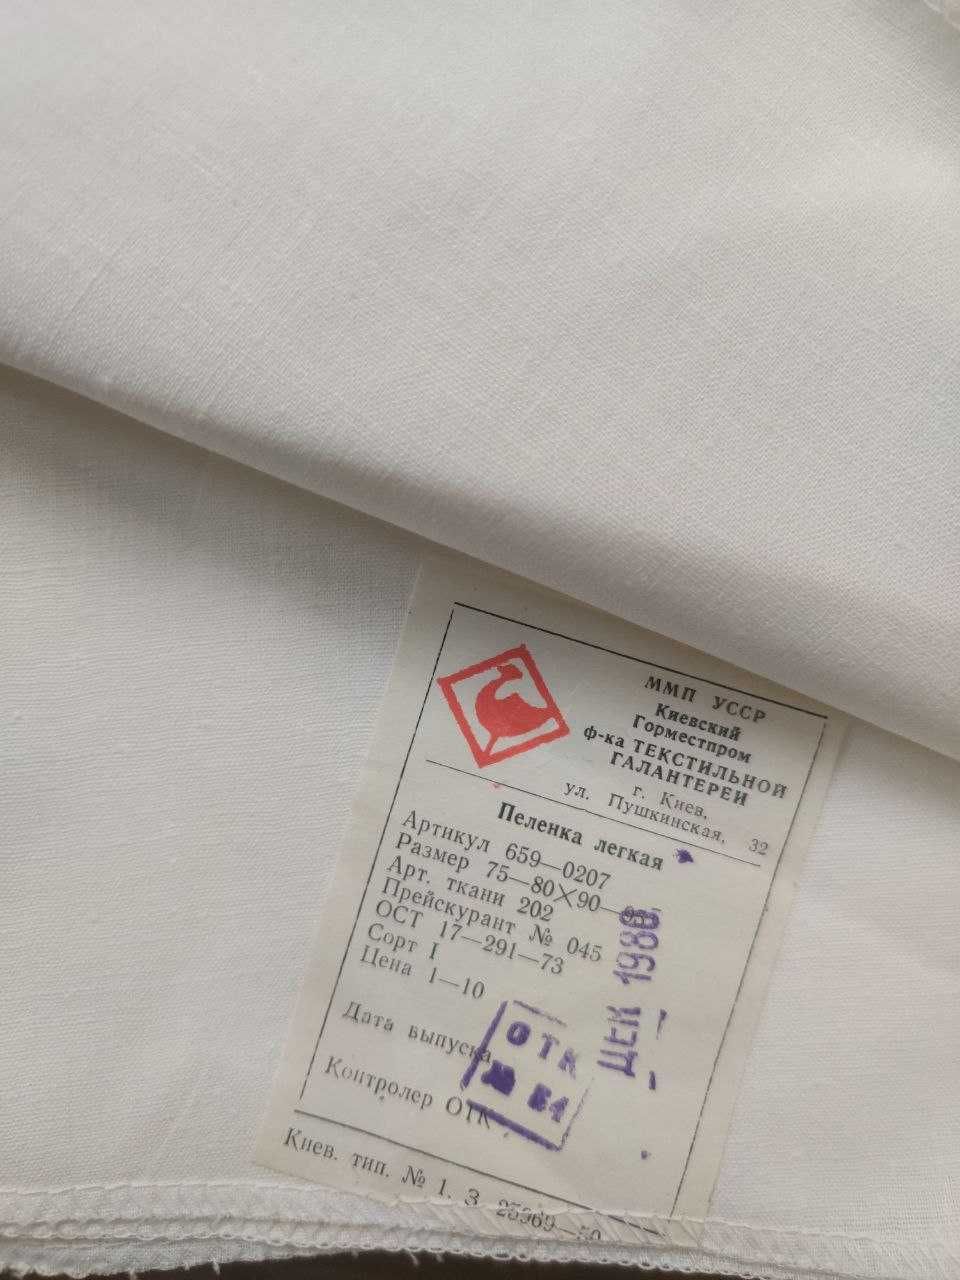 ММП УССР
Киевский
Горместпром
ф-ка ТЕКСТИЛЬНОЙ
ГАЛАНТЕРЕИ
г. Киев,
ул. Пушкинская, 32
Пеленка легкая
Артикул 659—0207
Размер 75—80×90—
Арт. ткани 202
Прейскурант № 045
ОСТ 17—291—73
Сорт I
Цена 1—10
ДЕК 1988
Дата выпуска
ОТК
Контролер ОТК
Киев. тип. № 1. З. 25969—50